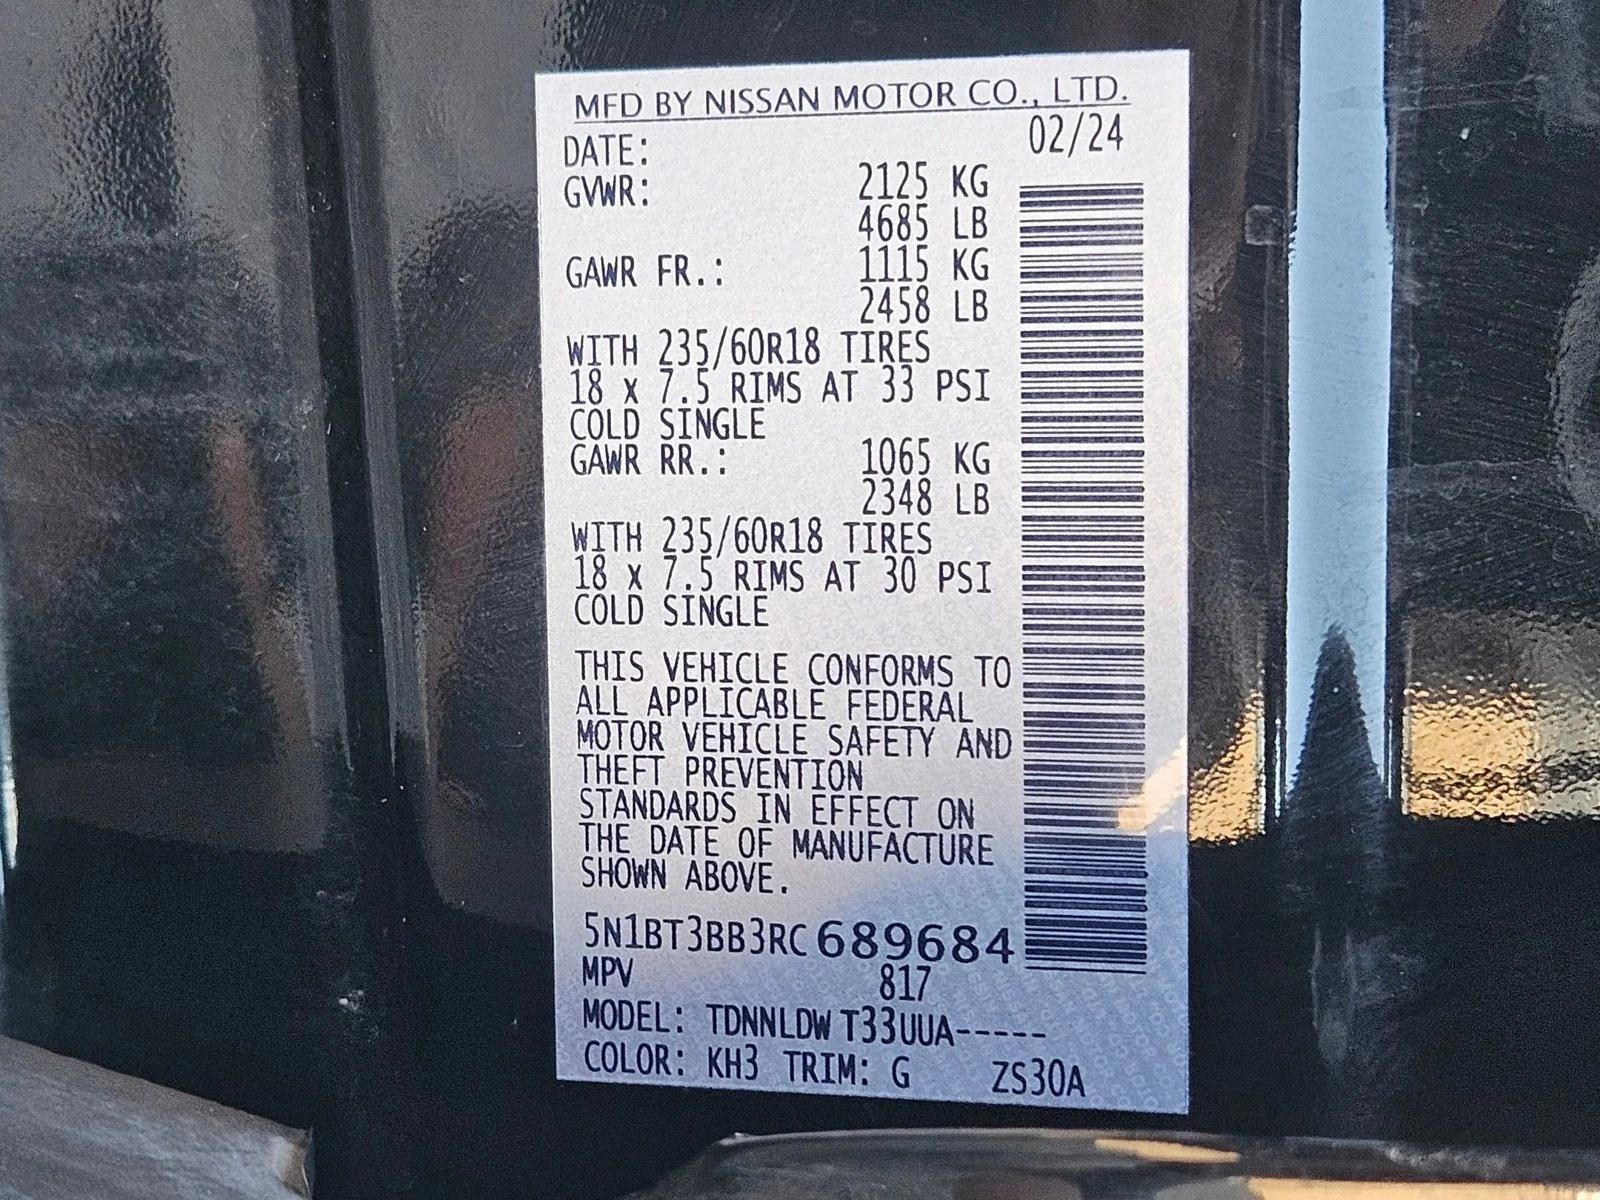 MFD BY NISSAN MOTOR CO., LTD.
DATE: 02/24
GVWR: 2125 KG
4685 LB
GAWR FR.: 1115 KG
2458 LB
WITH 235/60R18 TIRES
18 x 7.5 RIMS AT 33 PSI
COLD SINGLE
GAWR RR.: 1065 KG
2348 LB
WITH 235/60R18 TIRES
18 x 7.5 RIMS AT 30 PSI
COLD SINGLE
THIS VEHICLE CONFORMS TO
ALL APPLICABLE FEDERAL
MOTOR VEHICLE SAFETY AND
THEFT PREVENTION
STANDARDS IN EFFECT ON
THE DATE OF MANUFACTURE
SHOWN ABOVE.
5N1BT3BB3RC689684
MPV 817
MODEL: TDNNLDW T33UUA-----
COLOR: KH3 TRIM: G ZS30A